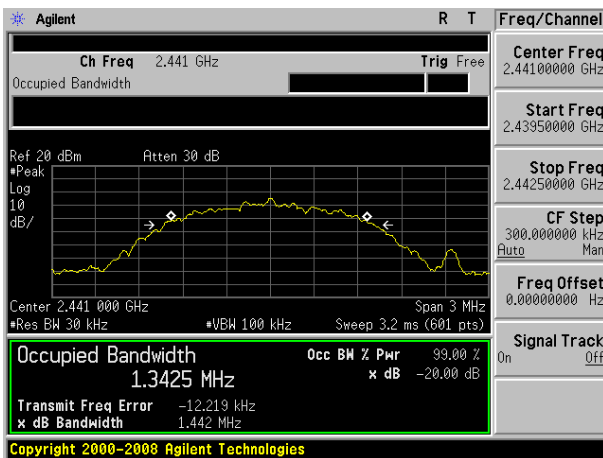 Agilent R T
Freq/Channel
Ch Freq 2.441 GHz Trig Free
Occupied Bandwidth
Center Freq
2.44100000 GHz
Start Freq
2.43950000 GHz
Stop Freq
2.44250000 GHz
CF Step
300.000000 kHz
Auto Man
Freq Offset
0.00000000 Hz
Signal Track
On Off
Ref 20 dBm Atten 30 dB
#Peak
Log
10
dB/
Center 2.441 000 GHz Span 3 MHz
#Res BW 30 kHz #VBW 100 kHz Sweep 3.2 ms (601 pts)
Occupied Bandwidth Occ BW % Pwr 99.00 %
1.3425 MHz x dB -20.00 dB
Transmit Freq Error -12.219 kHz
x dB Bandwidth 1.442 MHz
Copyright 2000-2008 Agilent Technologies